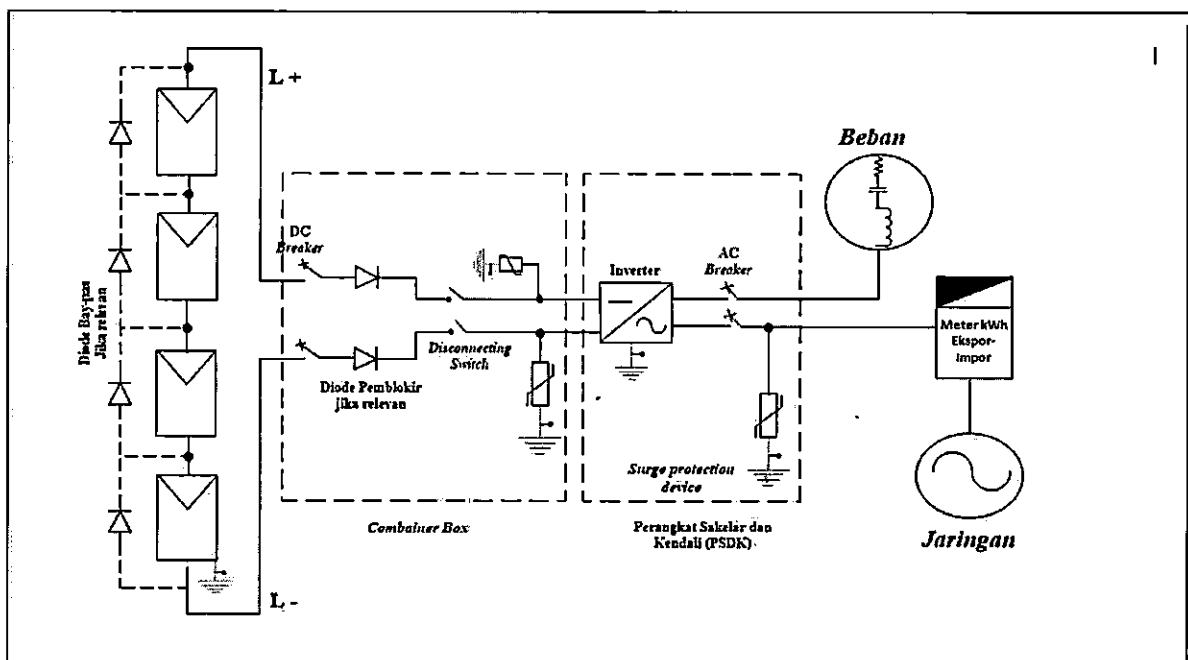 L +
Diode Bay-pas
Jika relevan
L -
DC
Breaker
Diode Pemblokir
jika relevan
Disconnecting
Switch
Combainer Box
Inverter
AC
Breaker
Surge protection
device
Perangkat Sakelar dan
Kendali (PSDK)
Beban
Meter kWh
Ekspor-
Impor
Jaringan